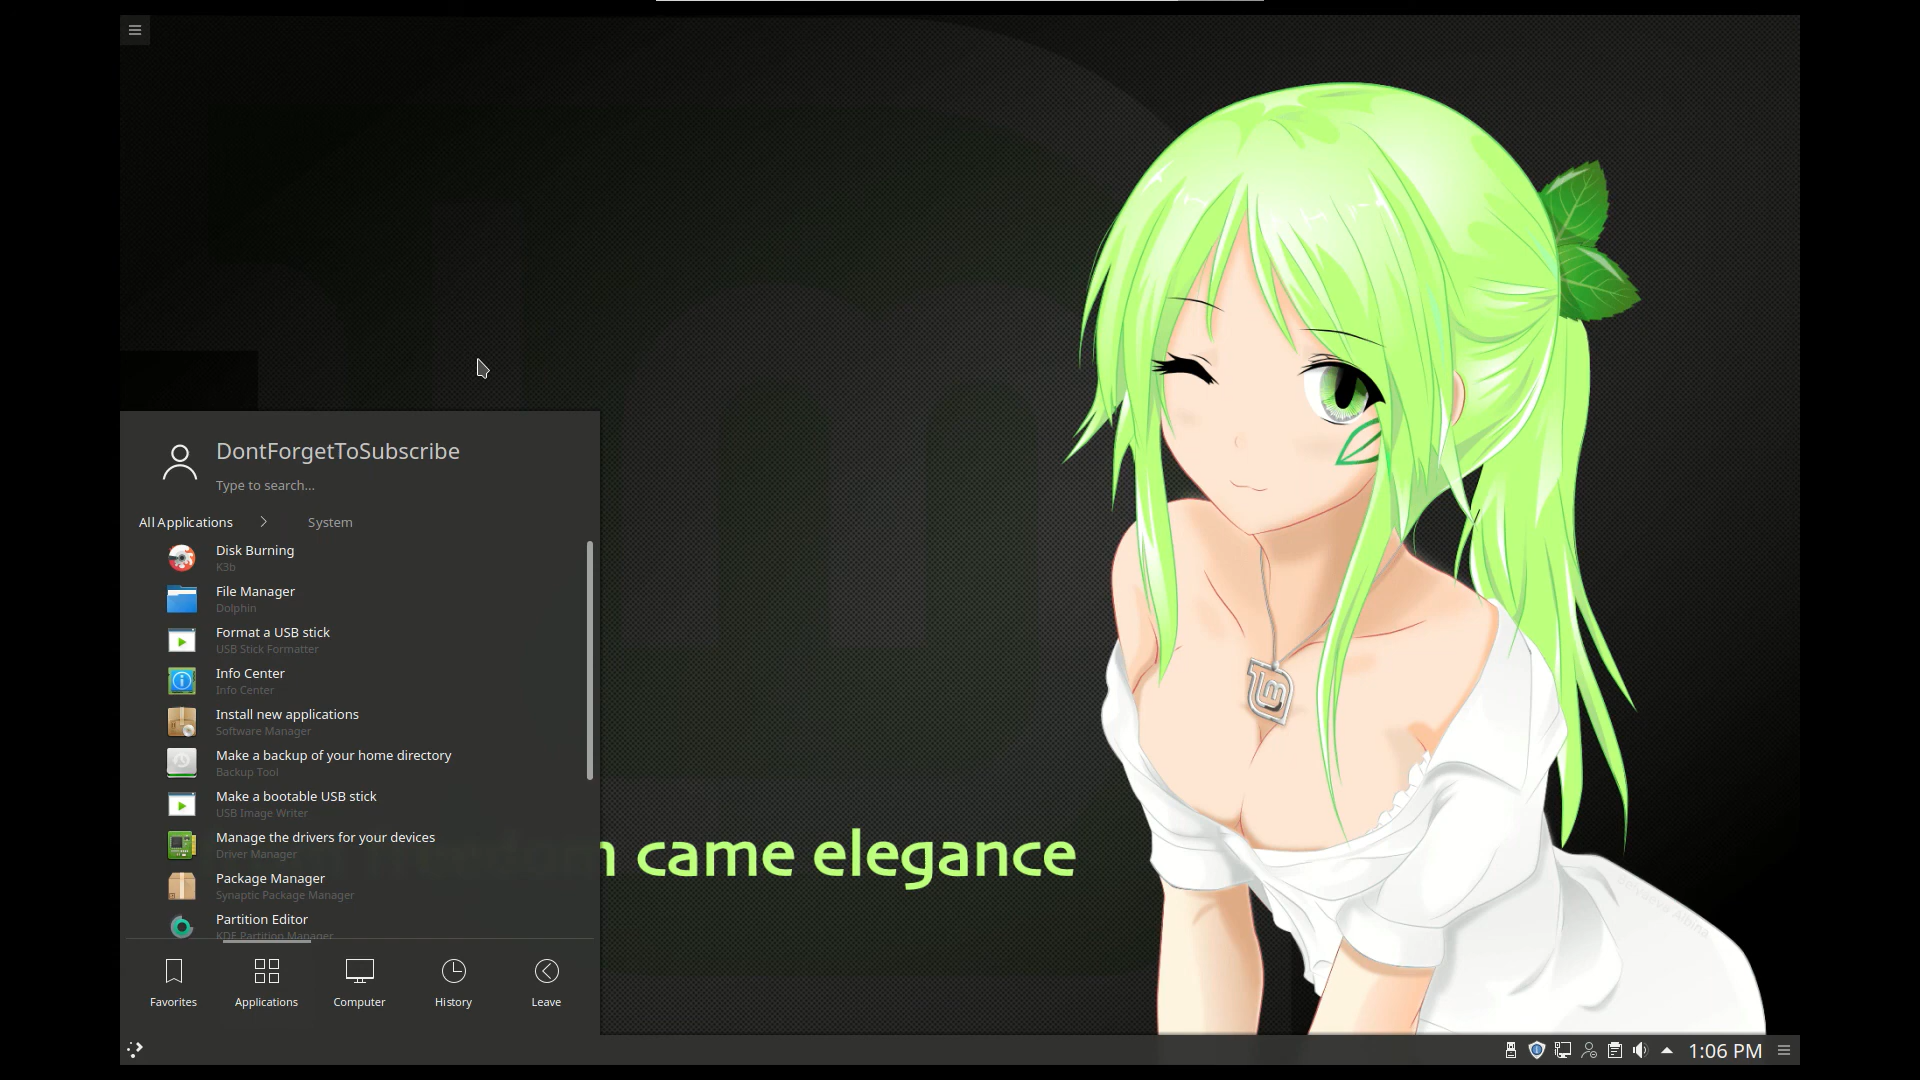 DontForgetToSubscribe
Type to search...
All Applications
System
Disk Burning
K3b
File Manager
Dolphin
Format a USB stick
USB Stick Formatter
Info Center
Info Center
Install new applications
Software Manager
Make a backup of your home directory
Backup Tool
Make a bootable USB stick
USB Image Writer
Manage the drivers for your devices
Driver Manager
Package Manager
Synaptic Package Manager
Partition Editor
KDE Partition Manager
came elegance
Favorites
Applications
Computer
History
Leave
1:06 PM